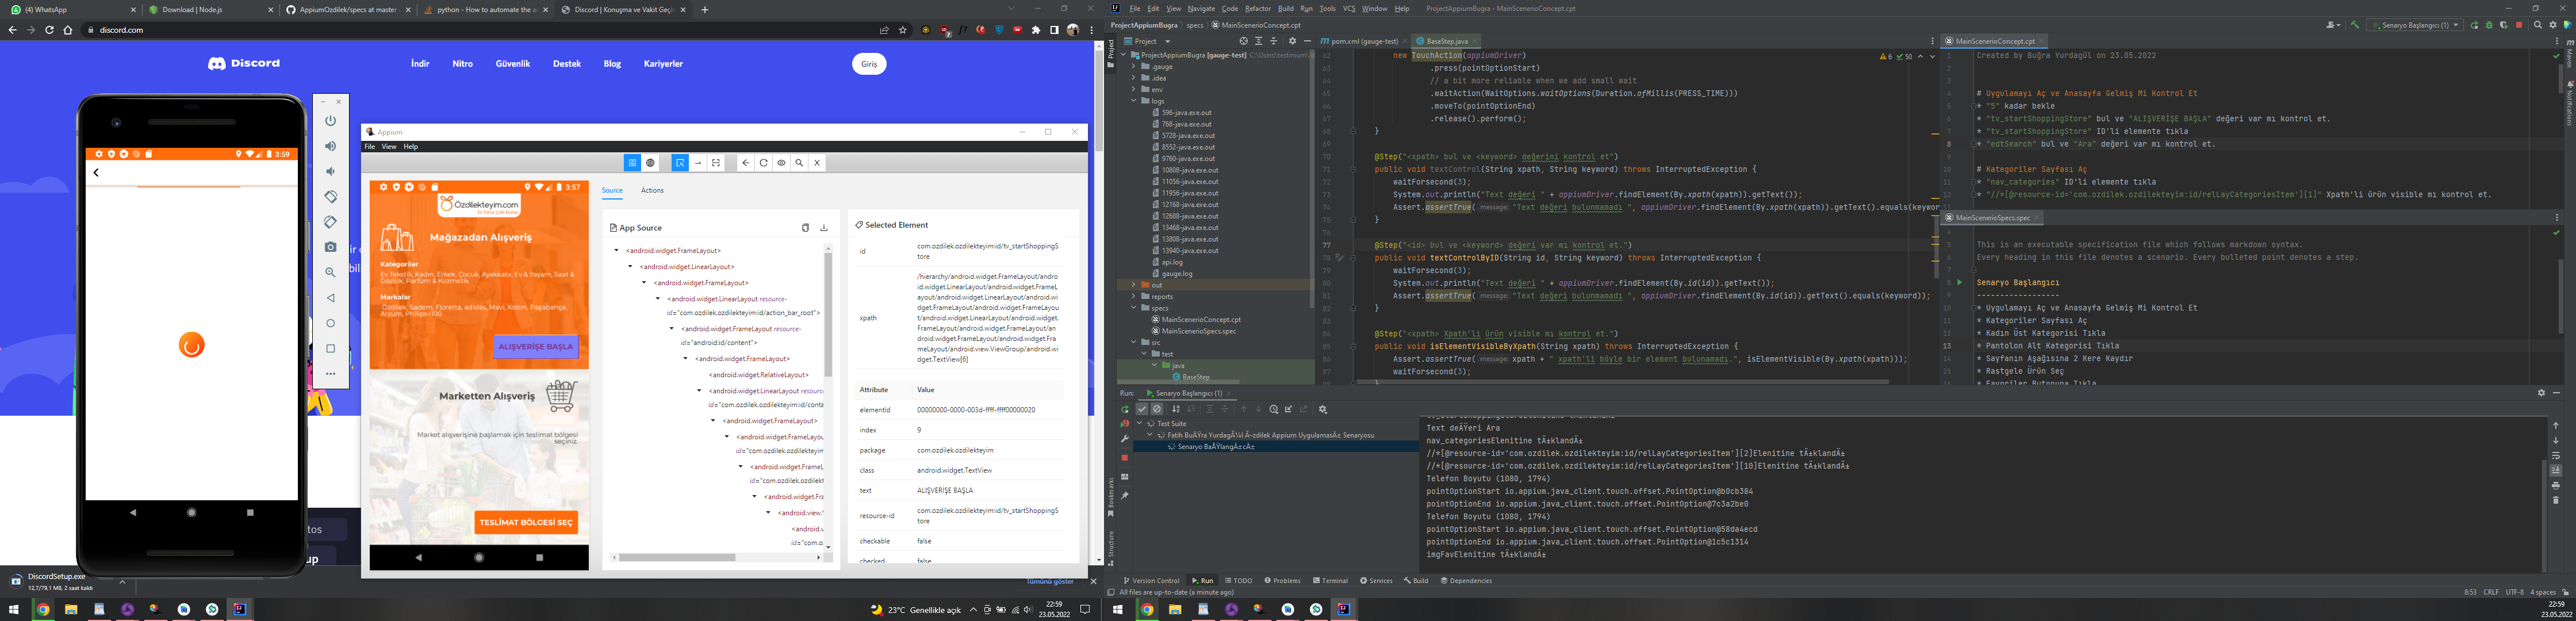 (4) WhatsApp
Download | Node.js
AppiumOzdilek/specs at master
python - How to automate the a
Discord | Konuşma ve Vakit Geçi
discord.com
Discord
İndir
Nitro
Güvenlik
Destek
Blog
Kariyerler
Giriş
3:59
Appium
File View Help
3:57
Özdilekteyim.com
Mağazadan Alışveriş
Kategoriler
Ev Tekstili, Kadın, Erkek, Çocuk, Ayakkabı, Ev & Yaşam, Saat &
Gözlük, Parfüm & Kozmetik
Markalar
Özdilek, Sadem, Floretta, adidas, Mavi, Koton, Paşabahçe,
Arzum, Philips+100
ALIŞVERİŞE BAŞLA
Marketten Alışveriş
Market alışverişine başlamak için teslimat bölgesi
seçiniz.
TESLİMAT BÖLGESİ SEÇ
Source
Actions
App Source
<android.widget.FrameLayout>
<android.widget.LinearLayout>
<android.widget.FrameLayout>
<android.widget.LinearLayout resource-
id="com.ozdilek.ozdilekteyim:id/action_bar_root">
<android.widget.FrameLayout resource-
id="android:id/content">
<android.widget.FrameLayout>
<android.widget.RelativeLayout>
<android.widget.LinearLayout resource
id="com.ozdilek.ozdilekteyim:id/conta
<android.widget.FrameLayout>
<android.widget.FrameLayou
id="com.ozdilek.ozdilekteyim
<android.widget.FrameL
id="com.ozdilek.ozdilekt
<android.widget.Fra
<android.view.V
<android.v
id="com.o
Selected Element
id
com.ozdilek.ozdilekteyim:id/tv_startShoppingS
tore
xpath
/hierarchy/android.widget.FrameLayout/andro
id.widget.LinearLayout/android.widget.FrameL
ayout/android.widget.LinearLayout/android.wi
dget.FrameLayout/android.widget.FrameLayou
t/android.widget.LinearLayout/android.widget.
FrameLayout/android.widget.FrameLayout/an
droid.widget.FrameLayout/android.widget.Fra
meLayout/android.view.ViewGroup/android.wi
dget.TextView[6]
Attribute Value
elementId 00000000-0000-003d-ffff-ffff00000020
index 9
package com.ozdilek.ozdilekteyim
class android.widget.TextView
text ALIŞVERİŞE BAŞLA
resource-id
com.ozdilek.ozdilekteyim:id/tv_startShoppingS
tore
checkable false
checked false
DiscordSetup.exe
12,7/79,1 MB, 2 saat kaldı
Tümünü göster
23°C Genellikle açık
22:59
23.05.2022
File Edit View Navigate Code Refactor Build Run Tools VCS Window Help ProjectAppiumBugra - MainScenerioConcept.cpt
ProjectAppiumBugra specs MainScenerioConcept.cpt
Senaryo Başlangıcı (1)
Project
ProjectAppiumBugra [gauge-test]
.gauge
.idea
env
logs
596-java.exe.out
768-java.exe.out
5728-java.exe.out
8552-java.exe.out
9760-java.exe.out
10808-java.exe.out
11056-java.exe.out
11956-java.exe.out
12168-java.exe.out
12688-java.exe.out
13468-java.exe.out
13808-java.exe.out
13940-java.exe.out
api.log
gauge.log
out
reports
specs
MainScenerioConcept.cpt
MainScenerioSpecs.spec
src
test
java
BaseStep
pom.xml (gauge-test)
BaseStep.java
6 50
new TouchAction(appiumDriver)
.press(pointOptionStart)
// a bit more reliable when we add small wait
.waitAction(WaitOptions.waitOptions(Duration.ofMillis(PRESS_TIME)))
.moveTo(pointOptionEnd)
.release().perform();
}
@Step("<xpath> bul ve <keyword> değerini kontrol et")
public void textControl(String xpath, String keyword) throws InterruptedException {
waitForsecond(3);
System.out.println("Text değeri " + appiumDriver.findElement(By.xpath(xpath)).getText());
Assert.assertTrue( message: "Text değeri bulunmamadı ", appiumDriver.findElement(By.xpath(xpath)).getText().equals(keywor
}
@Step("<id> bul ve <keyword> değeri var mı kontrol et.")
public void textControlByID(String id, String keyword) throws InterruptedException {
waitForsecond(3);
System.out.println("Text değeri " + appiumDriver.findElement(By.id(id)).getText());
Assert.assertTrue( message: "Text değeri bulunmamadı ", appiumDriver.findElement(By.id(id)).getText().equals(keyword));
}
@Step("<xpath> Xpath'li ürün visible mı kontrol et.")
public void isElementVisibleByXpath(String xpath) throws InterruptedException {
Assert.assertTrue( message: xpath + " xpath'li böyle bir element bulunamadı.", isElementVisible(By.xpath(xpath)));
waitForsecond(3);
MainScenerioConcept.cpt
Created by Buğra Yurdagül on 23.05.2022
# Uygulamayı Aç ve Anasayfa Gelmiş Mi Kontrol Et
* "5" kadar bekle
* "tv_startShoppingStore" bul ve "ALIŞVERİŞE BAŞLA" değeri var mı kontrol et.
* "tv_startShoppingStore" ID'li elemente tıkla
* "edtSearch" bul ve "Ara" değeri var mı kontrol et.
# Kategoriler Sayfası Aç
* "nav_categories" ID'li elemente tıkla
* "//*[@resource-id='com.ozdilek.ozdilekteyim:id/relLayCategoriesItem'][1]" Xpath'li ürün visible mı kontrol et.
MainScenerioSpecs.spec
This is an executable specification file which follows markdown syntax.
Every heading in this file denotes a scenario. Every bulleted point denotes a step.
Senaryo Başlangıcı
------------------
* Uygulamayı Aç ve Anasayfa Gelmiş Mi Kontrol Et
* Kategoriler Sayfası Aç
* Kadın Üst Kategorisi Tıkla
* Pantolon Alt Kategorisi Tıkla
* Sayfanın Aşağısına 2 Kere Kaydır
* Rastgele Ürün Seç
* Favoriler Butonuna Tıkla
Run: Senaryo Başlangıcı (1)
Test Suite
Fatih BuÄŸra YurdagÃ¼l Ã–zdilek Appium UygulamasÄ± Senaryosu
Senaryo BaÅŸlangÄ±cÄ±
Text deÄŸeri Ara
nav_categoriesElenitine tÄ±klandÄ±
//*[@resource-id='com.ozdilek.ozdilekteyim:id/relLayCategoriesItem'][2]Elenitine tÄ±klandÄ±
//*[@resource-id='com.ozdilek.ozdilekteyim:id/relLayCategoriesItem'][10]Elenitine tÄ±klandÄ±
Telefon Boyutu (1080, 1794)
pointOptionStart io.appium.java_client.touch.offset.PointOption@b0cb384
pointOptionEnd io.appium.java_client.touch.offset.PointOption@7c3a2be0
Telefon Boyutu (1080, 1794)
pointOptionStart io.appium.java_client.touch.offset.PointOption@58da4ecd
pointOptionEnd io.appium.java_client.touch.offset.PointOption@1c5c1314
imgFavElenitine tÄ±klandÄ±
Version Control Run TODO Problems Terminal Services Build Dependencies
All files are up-to-date (a minute ago)
8:53 CRLF UTF-8 4 spaces
22:59
23.05.2022